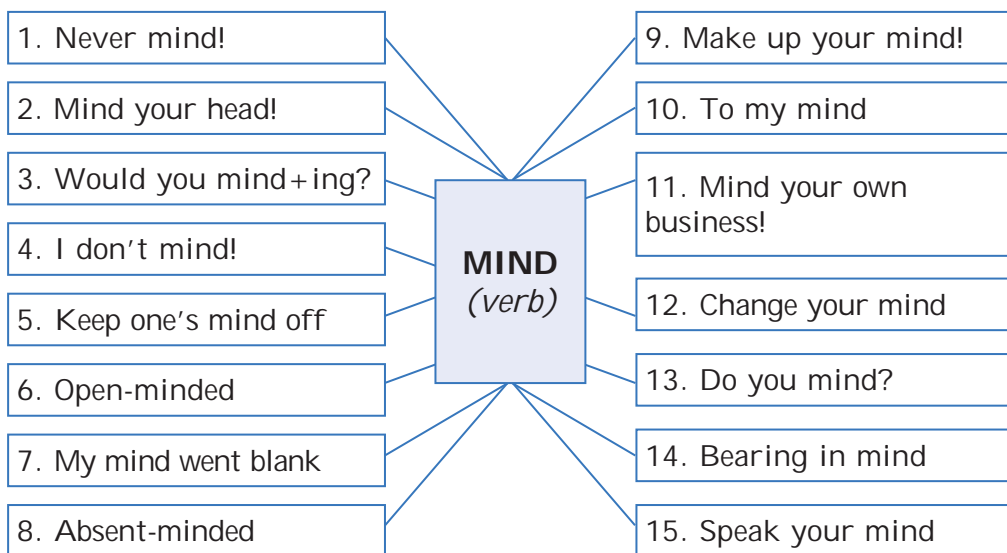 1. Never mind!
2. Mind your head!
3. Would you mind+ing?
4. I don't mind!
5. Keep one's mind off
6. Open-minded
7. My mind went blank
8. Absent-minded
MIND
(verb)
9. Make up your mind!
10. To my mind
11. Mind your own
business!
12. Change your mind
13. Do you mind?
14. Bearing in mind
15. Speak your mind